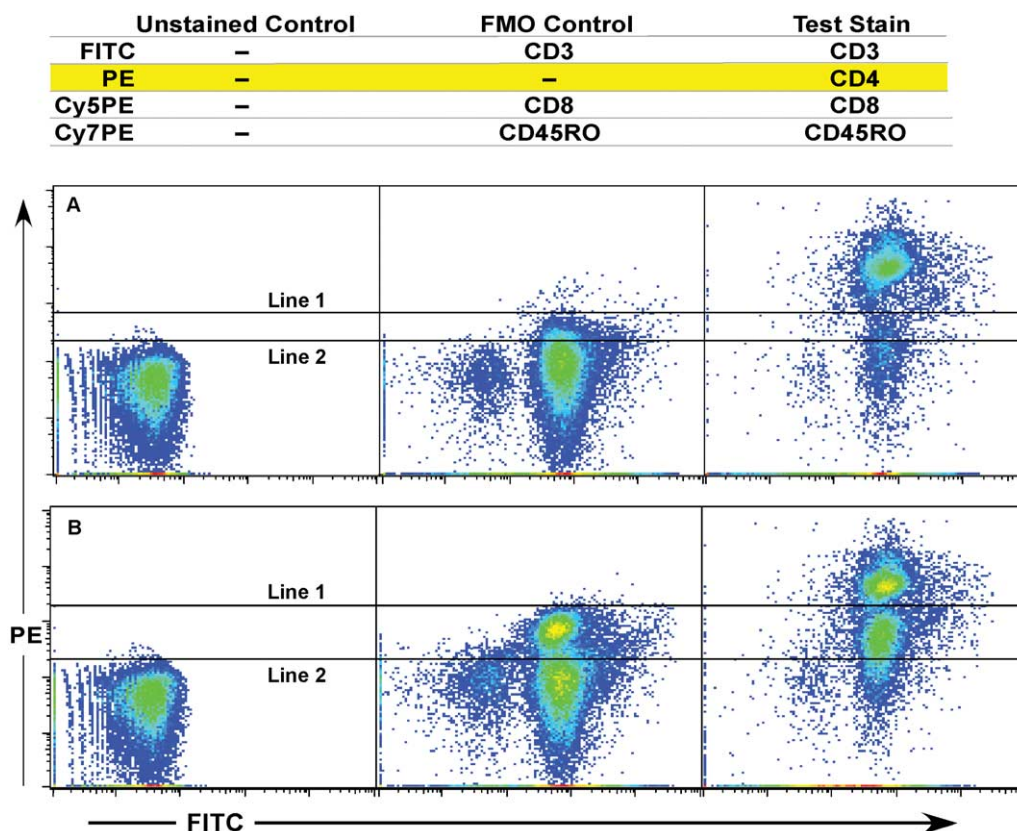 Unstained Control FMO Control Test Stain
FITC – CD3 CD3
PE – – CD4
Cy5PE – CD8 CD8
Cy7PE – CD45RO CD45RO
A
Line 1
Line 2
B
Line 1
PE
Line 2
FITC